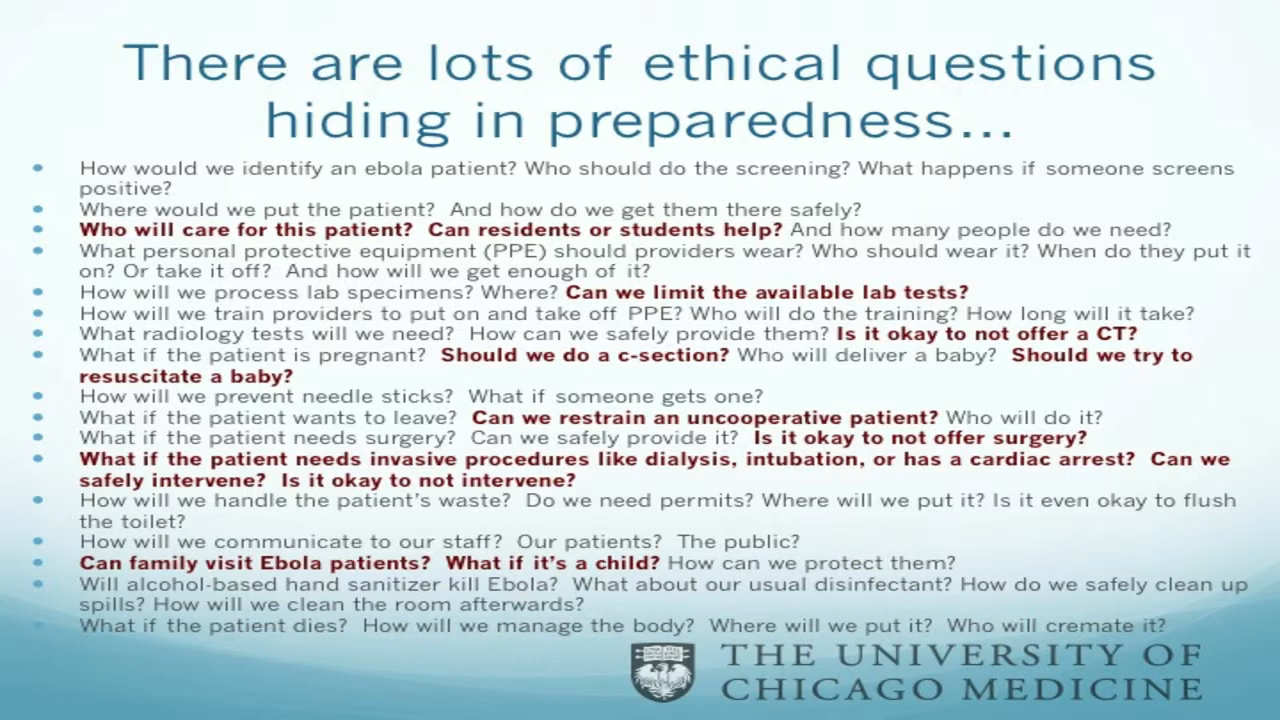 There are lots of ethical questions
hiding in preparedness...
• How would we identify an ebola patient? Who should do the screening? What happens if someone screens
positive?
• Where would we put the patient? And how do we get them there safely?
• Who will care for this patient? Can residents or students help? And how many people do we need?
• What personal protective equipment (PPE) should providers wear? Who should wear it? When do they put it
on? Or take it off? And how will we get enough of it?
• How will we process lab specimens? Where? Can we limit the available lab tests?
• How will we train providers to put on and take off PPE? Who will do the training? How long will it take?
• What radiology tests will we need? How can we safely provide them? Is it okay to not offer a CT?
• What if the patient is pregnant? Should we do a c-section? Who will deliver a baby? Should we try to
resuscitate a baby?
• How will we prevent needle sticks? What if someone gets one?
• What if the patient wants to leave? Can we restrain an uncooperative patient? Who will do it?
• What if the patient needs surgery? Can we safely provide it? Is it okay to not offer surgery?
• What if the patient needs invasive procedures like dialysis, intubation, or has a cardiac arrest? Can we
safely intervene? Is it okay to not intervene?
• How will we handle the patient's waste? Do we need permits? Where will we put it? Is it even okay to flush
the toilet?
• How will we communicate to our staff? Our patients? The public?
• Can family visit Ebola patients? What if it's a child? How can we protect them?
• Will alcohol-based hand sanitizer kill Ebola? What about our usual disinfectant? How do we safely clean up
spills? How will we clean the room afterwards?
• What if the patient dies? How will we manage the body? Where will we put it? Who will cremate it?
THE UNIVERSITY OF
CHICAGO MEDICINE